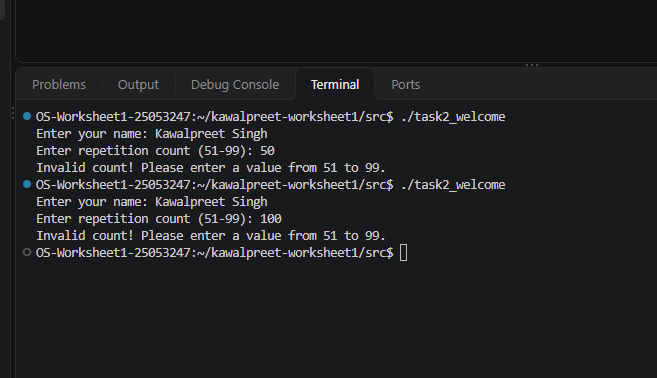 Problems Output Debug Console Terminal Ports
OS-Worksheet1-25053247:~/kawalpreet-worksheet1/src$ ./task2_welcome
Enter your name: Kawalpreet Singh
Enter repetition count (51-99): 50
Invalid count! Please enter a value from 51 to 99.
OS-Worksheet1-25053247:~/kawalpreet-worksheet1/src$ ./task2_welcome
Enter your name: Kawalpreet Singh
Enter repetition count (51-99): 100
Invalid count! Please enter a value from 51 to 99.
OS-Worksheet1-25053247:~/kawalpreet-worksheet1/src$